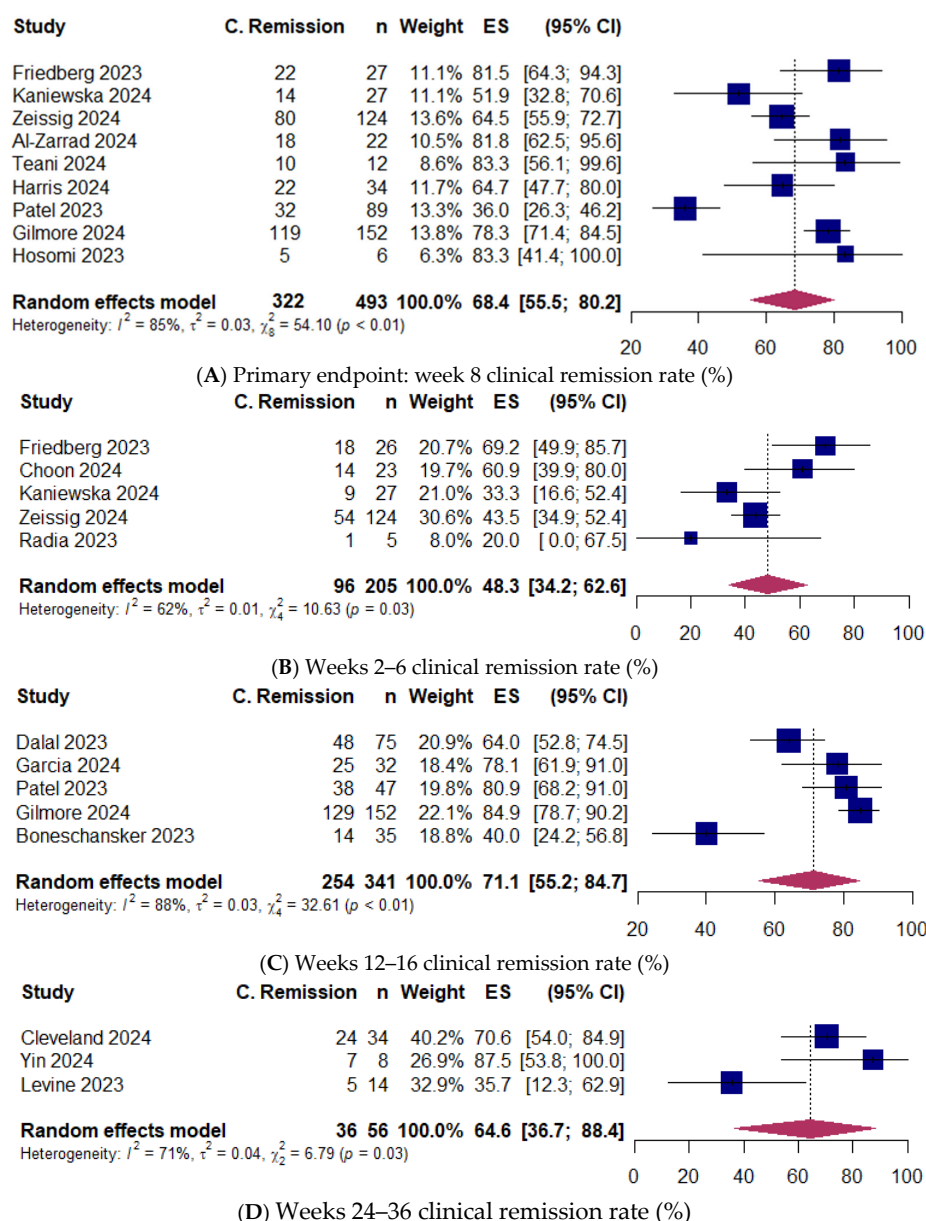 Study C. Remission n Weight ES (95% CI)
Friedberg 2023 22 27 11.1% 81.5 [64.3; 94.3]
Kaniewska 2024 14 27 11.1% 51.9 [32.8; 70.6]
Zeissig 2024 80 124 13.6% 64.5 [55.9; 72.7]
Al-Zarrad 2024 18 22 10.5% 81.8 [62.5; 95.6]
Teani 2024 10 12 8.6% 83.3 [56.1; 99.6]
Harris 2024 22 34 11.7% 64.7 [47.7; 80.0]
Patel 2023 32 89 13.3% 36.0 [26.3; 46.2]
Gilmore 2024 119 152 13.8% 78.3 [71.4; 84.5]
Hosomi 2023 5 6 6.3% 83.3 [41.4; 100.0]
Random effects model 322 493 100.0% 68.4 [55.5; 80.2]
Heterogeneity: I² = 85%, τ² = 0.03, χ²₈ = 54.10 (p < 0.01)
20 40 60 80 100
(A) Primary endpoint: week 8 clinical remission rate (%)
Study C. Remission n Weight ES (95% CI)
Friedberg 2023 18 26 20.7% 69.2 [49.9; 85.7]
Choon 2024 14 23 19.7% 60.9 [39.9; 80.0]
Kaniewska 2024 9 27 21.0% 33.3 [16.6; 52.4]
Zeissig 2024 54 124 30.6% 43.5 [34.9; 52.4]
Radia 2023 1 5 8.0% 20.0 [ 0.0; 67.5]
Random effects model 96 205 100.0% 48.3 [34.2; 62.6]
Heterogeneity: I² = 62%, τ² = 0.01, χ²₄ = 10.63 (p = 0.03)
0 20 40 60 80 100
(B) Weeks 2–6 clinical remission rate (%)
Study C. Remission n Weight ES (95% CI)
Dalal 2023 48 75 20.9% 64.0 [52.8; 74.5]
Garcia 2024 25 32 18.4% 78.1 [61.9; 91.0]
Patel 2023 38 47 19.8% 80.9 [68.2; 91.0]
Gilmore 2024 129 152 22.1% 84.9 [78.7; 90.2]
Boneschansker 2023 14 35 18.8% 40.0 [24.2; 56.8]
Random effects model 254 341 100.0% 71.1 [55.2; 84.7]
Heterogeneity: I² = 88%, τ² = 0.03, χ²₄ = 32.61 (p < 0.01)
0 20 40 60 80 100
(C) Weeks 12–16 clinical remission rate (%)
Study C. Remission n Weight ES (95% CI)
Cleveland 2024 24 34 40.2% 70.6 [54.0; 84.9]
Yin 2024 7 8 26.9% 87.5 [53.8; 100.0]
Levine 2023 5 14 32.9% 35.7 [12.3; 62.9]
Random effects model 36 56 100.0% 64.6 [36.7; 88.4]
Heterogeneity: I² = 71%, τ² = 0.04, χ²₂ = 6.79 (p = 0.03)
0 20 40 60 80 100
(D) Weeks 24–36 clinical remission rate (%)